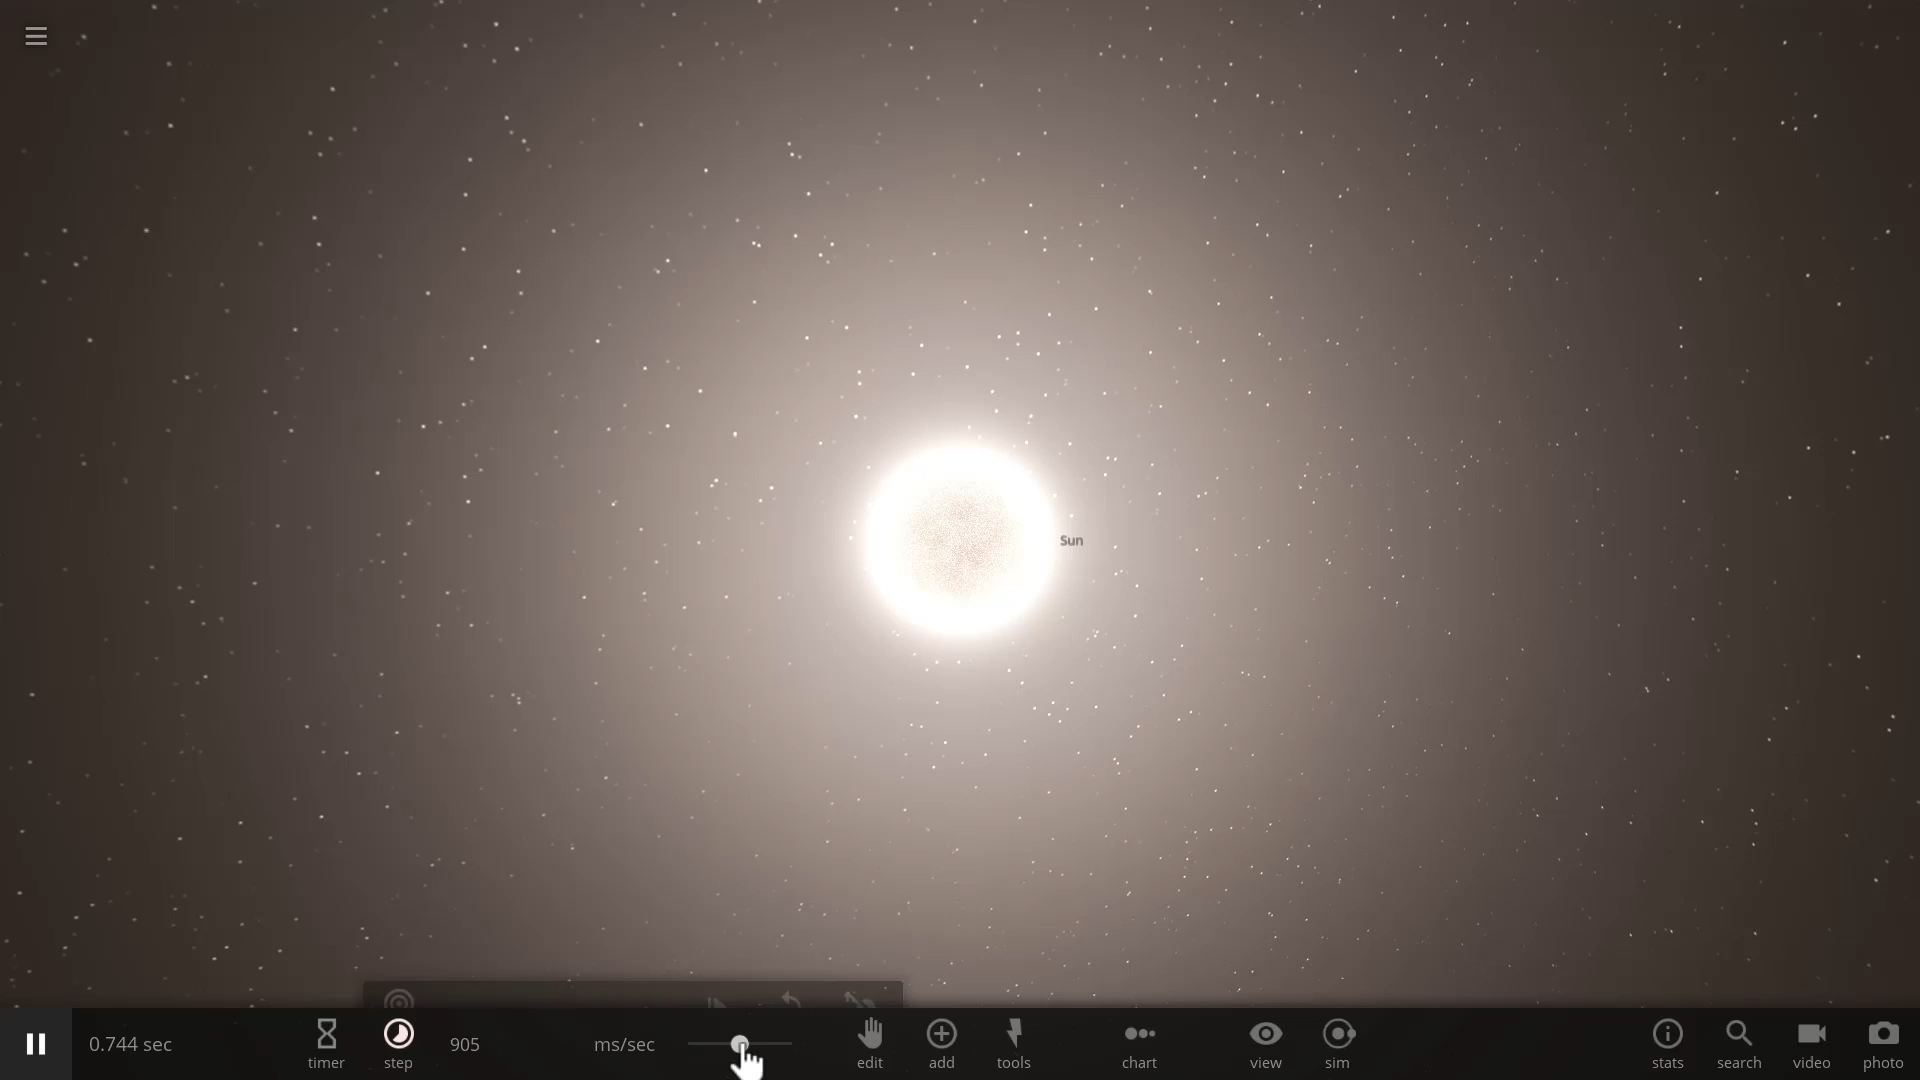 Sun
0.744 sec
timer
step
905
ms/sec
edit
add
tools
chart
view
sim
stats
search
video
photo